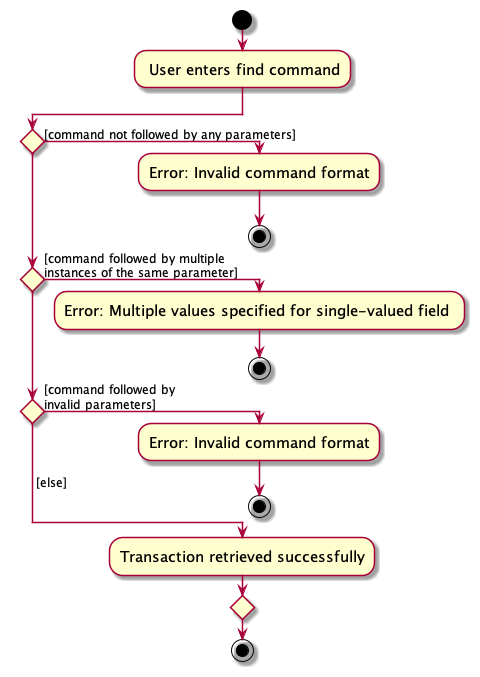 User enters find command
[command not followed by any parameters]
Error: Invalid command format
[command followed by multiple
instances of the same parameter]
Error: Multiple values specified for single-valued field
[command followed by
invalid parameters]
Error: Invalid command format
[else]
Transaction retrieved successfully